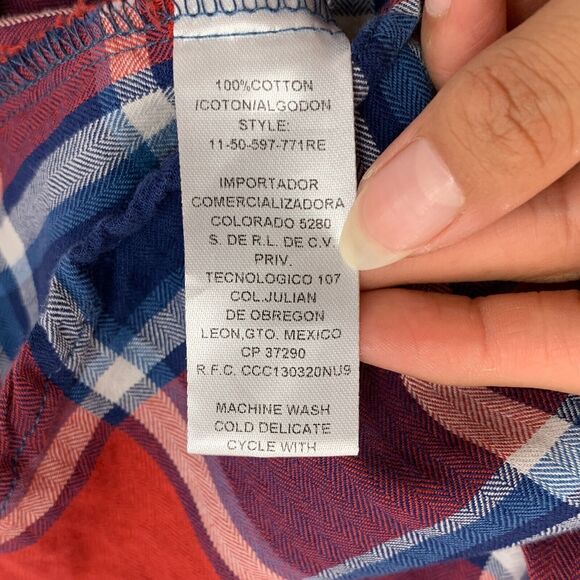 100%COTTON
/COTON/ALGODON
STYLE:
11-50-597-771RE
IMPORTADOR
COMERCIALIZADORA
COLORADO 5280
S. DE R.L. DE C.V.
PRIV.
TECNOLOGICO 107
COL.JULIAN
DE OBREGON
LEON,GTO. MEXICO
CP 37290
R.F.C. CCC130320NU9
MACHINE WASH
COLD DELICATE
CYCLE WITH